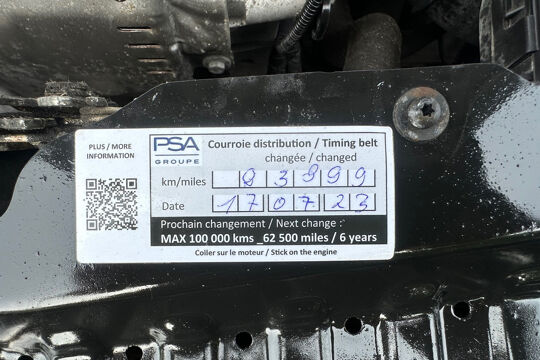 PLUS / MORE
INFORMATION
PSA
GROUPE
Courroie distribution / Timing belt
changée / changed
km/miles 93999
Date 170723
Prochain changement / Next change :
MAX 100 000 kms _62 500 miles / 6 years
Coller sur le moteur / Stick on the engine